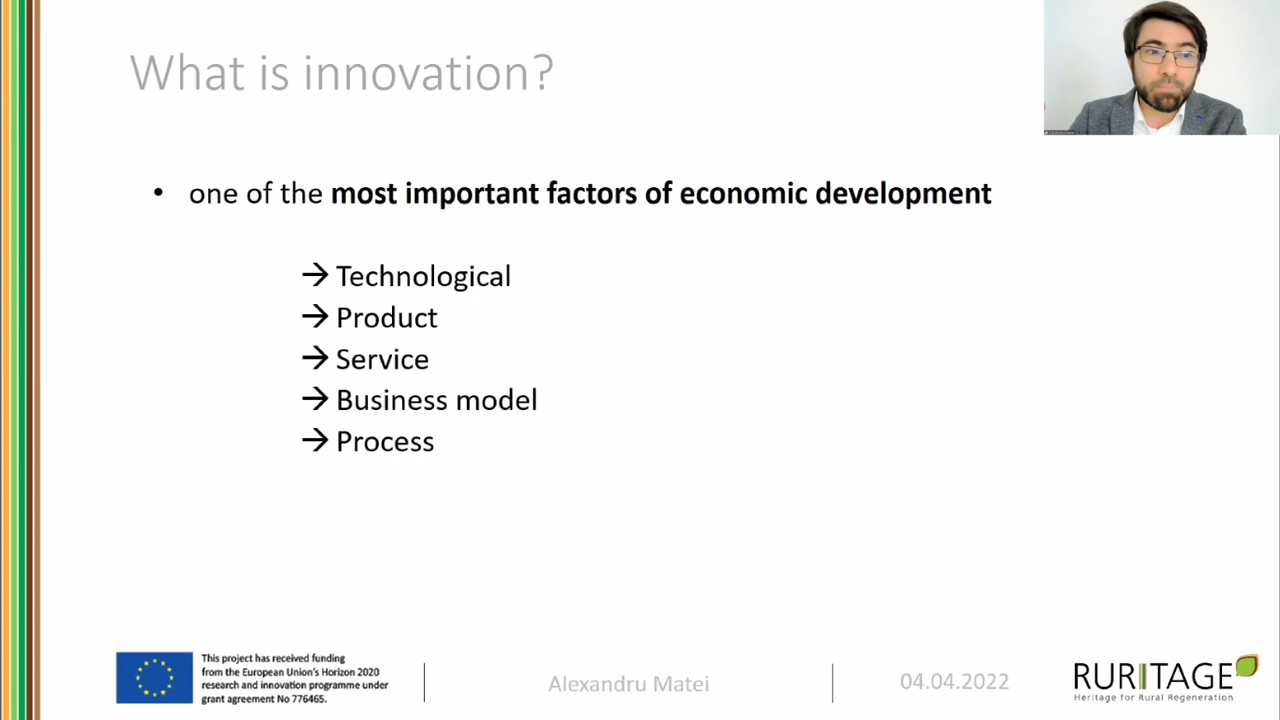 What is innovation?
• one of the most important factors of economic development
→ Technological
→ Product
→ Service
→ Business model
→ Process
This project has received funding
from the European Union's Horizon 2020
research and innovation programme under
grant agreement No 776465.
Alexandru Matei
04.04.2022
RURITAGE
Heritage for Rural Regeneration